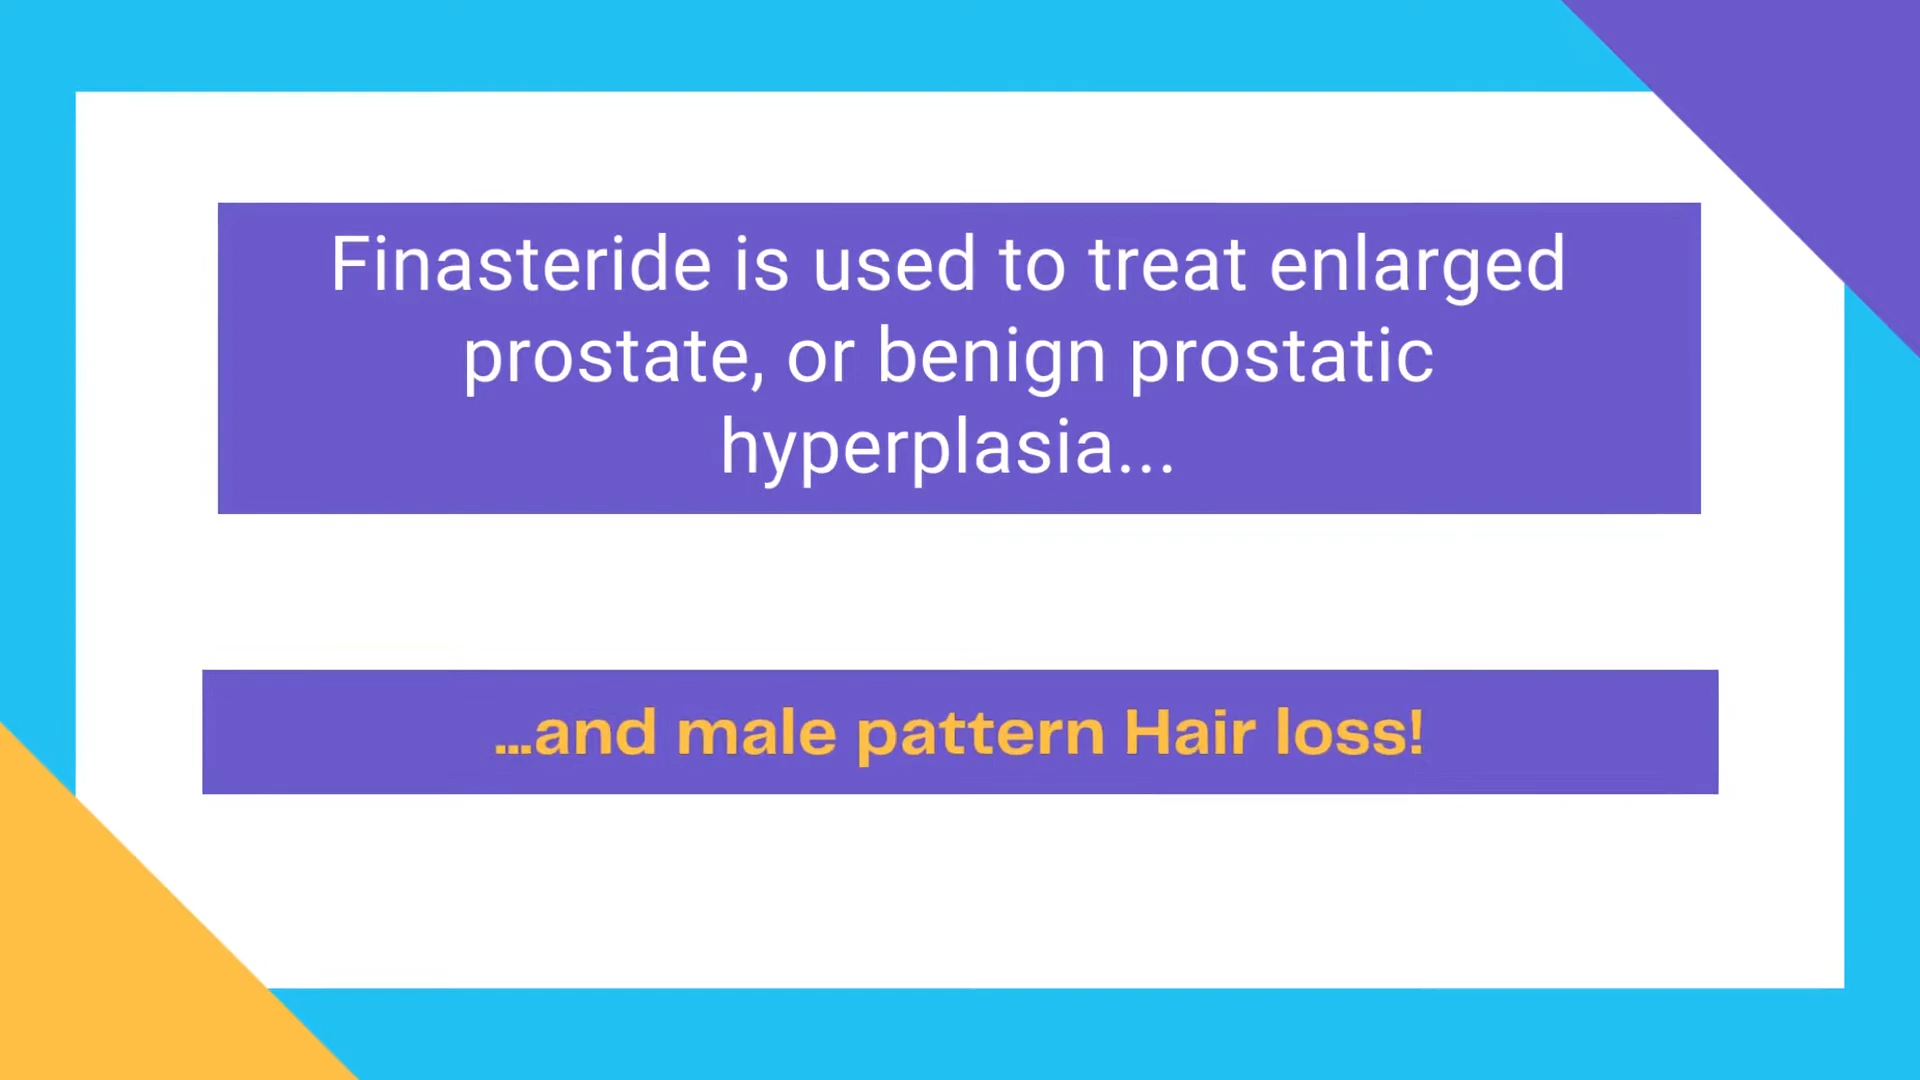 Finasteride is used to treat enlarged
prostate, or benign prostatic
hyperplasia...
...and male pattern Hair loss!